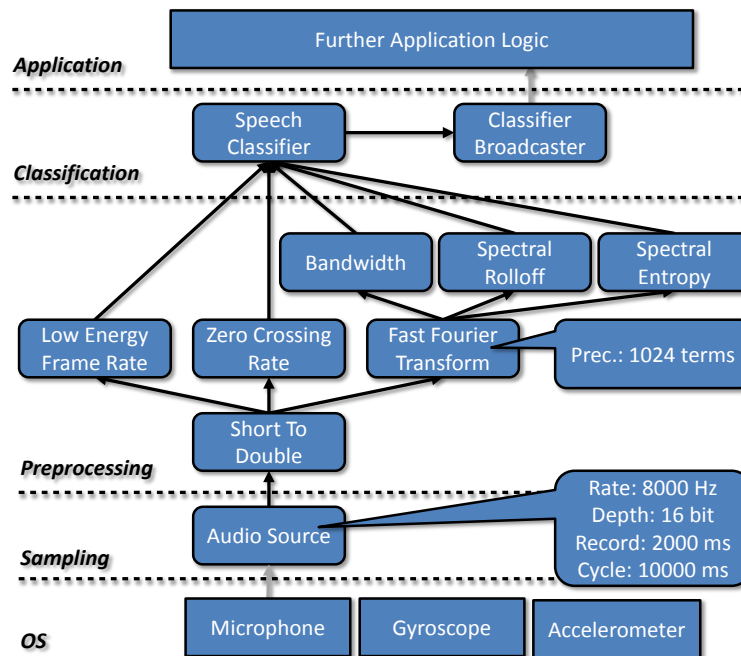 Further Application Logic
Application
Speech
Classifier
Classifier
Broadcaster
Classification
Bandwidth
Spectral
Rolloff
Spectral
Entropy
Low Energy
Frame Rate
Zero Crossing
Rate
Fast Fourier
Transform
Prec.: 1024 terms
Short To
Double
Preprocessing
Audio Source
Rate: 8000 Hz
Depth: 16 bit
Record: 2000 ms
Cycle: 10000 ms
Sampling
Microphone
Gyroscope
Accelerometer
OS